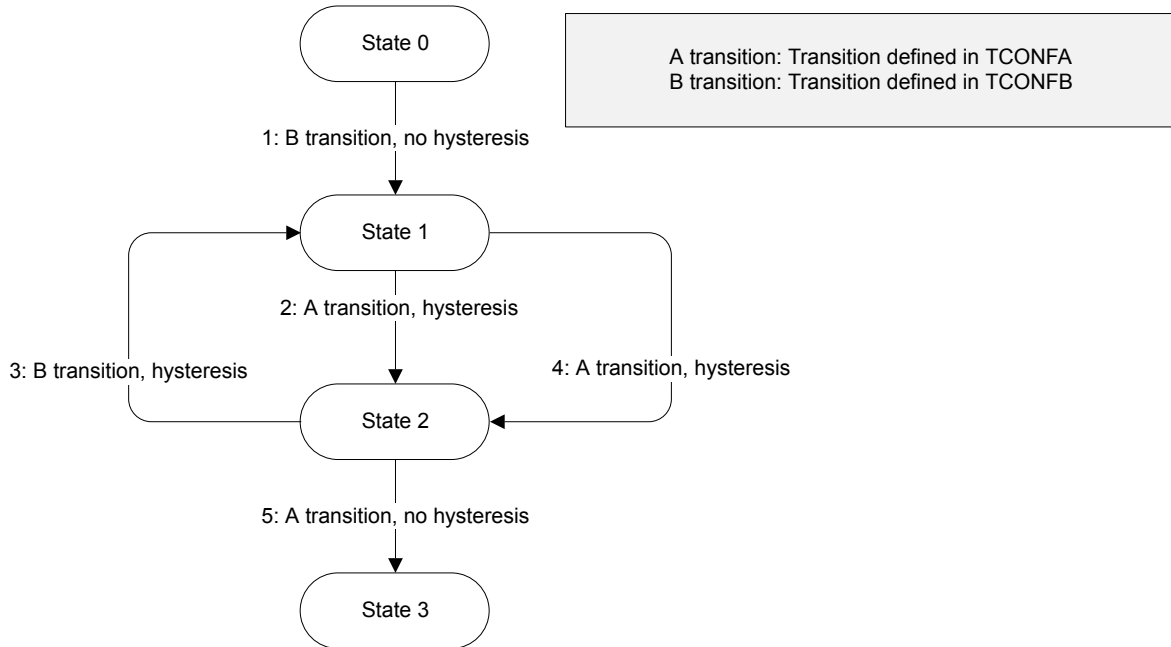 State 0
A transition: Transition defined in TCONFA
B transition: Transition defined in TCONFB
1: B transition, no hysteresis
State 1
2: A transition, hysteresis
3: B transition, hysteresis
4: A transition, hysteresis
State 2
5: A transition, no hysteresis
State 3